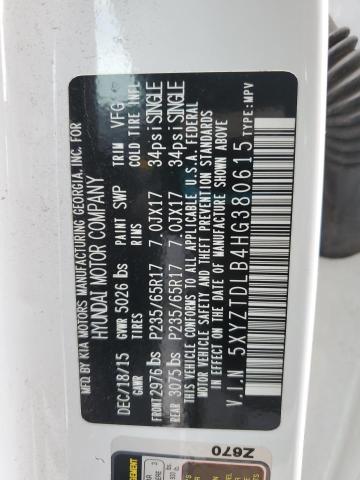 MFD BY KIA MOTORS MANUFACTURING GEORGIA, INC. FOR
HYUNDAI MOTOR COMPANY
DEC/18/15 PAINT SWP TRIM VFG
GVWR 5026 lbs
GAWR TIRES RIMS COLD TIRE INFL
FRONT 2976 lbs P235/65R17 7.0JX17 34psi SINGLE
REAR 3075 lbs P235/65R17 7.0JX17 34psi SINGLE
THIS VEHICLE CONFORMS TO ALL APPLICABLE U.S.A. FEDERAL
MOTOR VEHICLE SAFETY AND THEFT PREVENTION STANDARDS
IN EFFECT ON THE DATE OF MANUFACTURE SHOWN ABOVE
V.I.N 5XYZTDLB4HG380615 TYPE:MPV
Z670